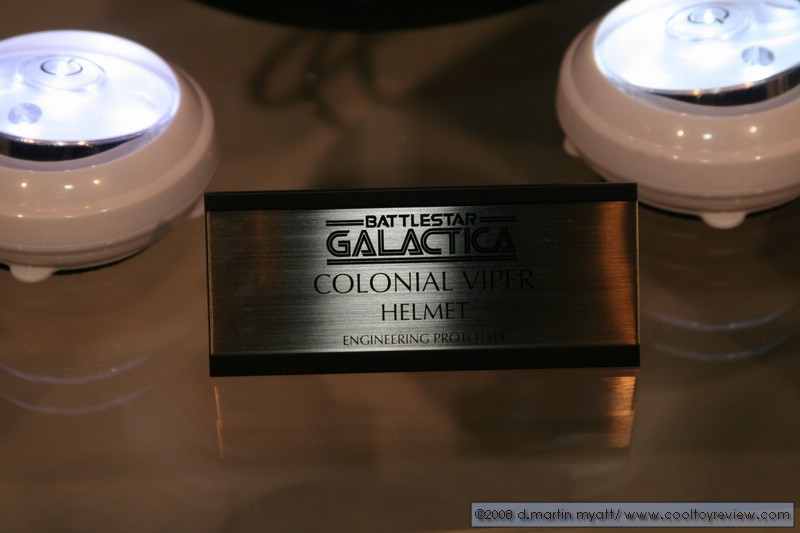 BATTLESTAR
GALACTICA
COLONIAL VIPER
HELMET
ENGINEERING PROTOTYPE
©2008 d.martin myatt/ www.cooltoyreview.com